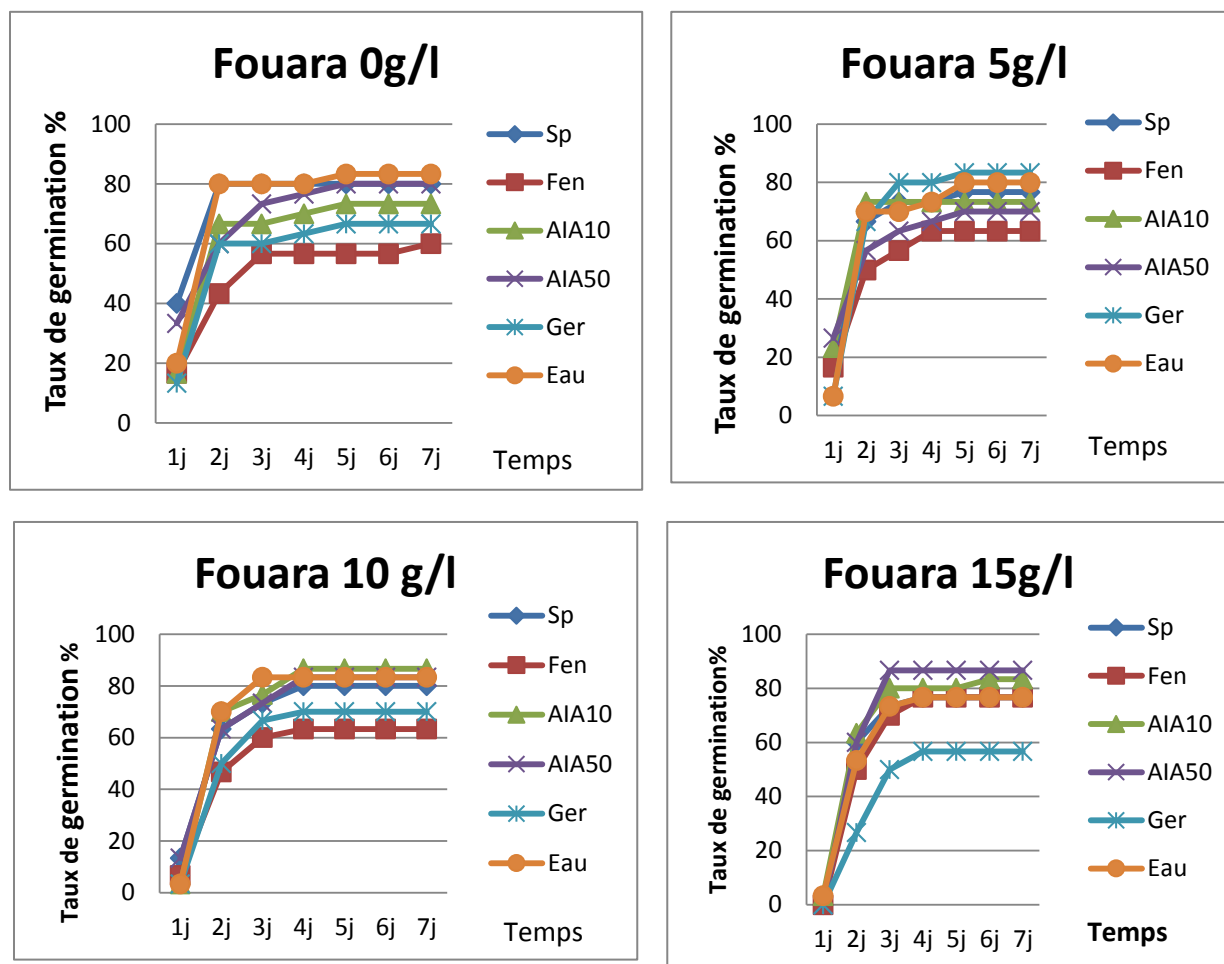 Fouara 0g/l
Taux de germination %
100
80
60
40
20
0
1j 2j 3j 4j 5j 6j 7j
Temps
Sp
Fen
AIA10
AIA50
Ger
Eau
Fouara 5g/l
Taux de germination %
100
80
60
40
20
0
1j 2j 3j 4j 5j 6j 7j
Temps
Sp
Fen
AIA10
AIA50
Ger
Eau
Fouara 10 g/l
Taux de germination %
100
80
60
40
20
0
1j 2j 3j 4j 5j 6j 7j
Temps
Sp
Fen
AIA10
AIA50
Ger
Eau
Fouara 15g/l
Taux de germination%
100
80
60
40
20
0
1j 2j 3j 4j 5j 6j 7j
Temps
Sp
Fen
AIA10
AIA50
Ger
Eau